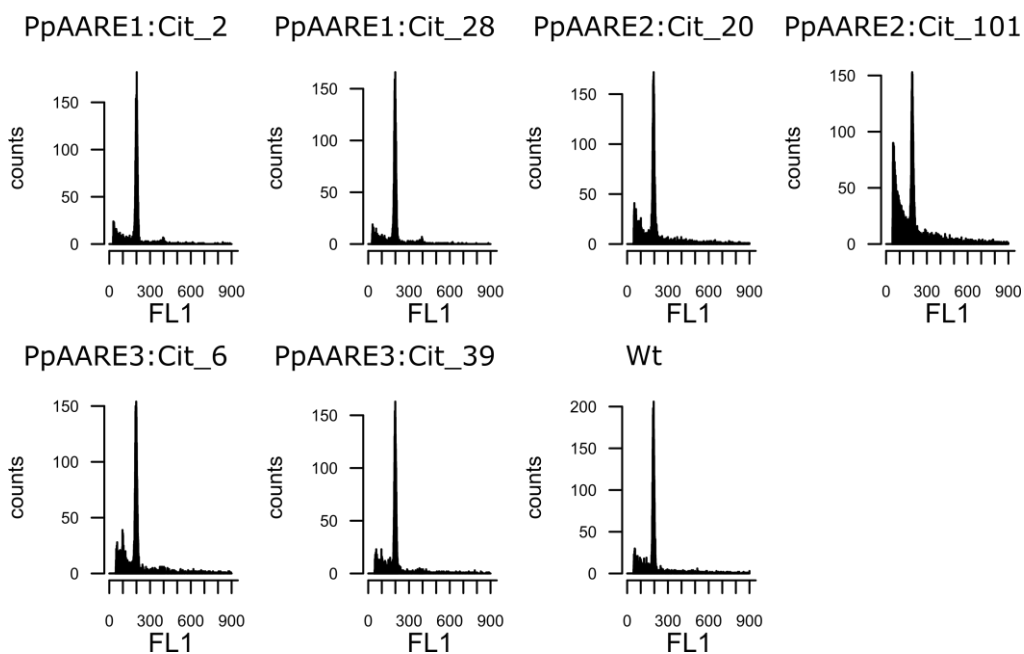 PpAARE1:Cit_2 PpAARE1:Cit_28 PpAARE2:Cit_20 PpAARE2:Cit_101
counts 150 100 50 0 counts 150 100 50 0 counts 150 100 50 0 counts 150 100 50 0
0 300 600 900 0 300 600 900 0 300 600 900 0 300 600 900
FL1 FL1 FL1 FL1
PpAARE3:Cit_6 PpAARE3:Cit_39 Wt
counts 150 100 50 0 counts 150 100 50 0 counts 200 150 100 50 0
0 300 600 900 0 300 600 900 0 300 600 900
FL1 FL1 FL1